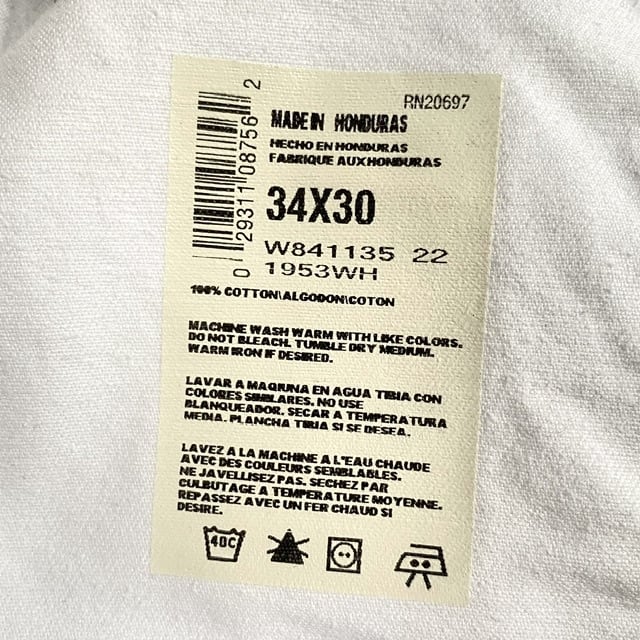 RN20697
MADE IN HONDURAS
HECHO EN HONDURAS
FABRIQUE AUX HONDURAS
34X30
W841135 22
1953WH
0 29311 08756 2
100% COTTON\ALGODON\COTON
MACHINE WASH WARM WITH LIKE COLORS.
DO NOT BLEACH. TUMBLE DRY MEDIUM.
WARM IRON IF DESIRED.
LAVAR A MAQUINA EN AGUA TIBIA CON
COLORES SIMILARES. NO USE
BLANQUEADOR. SECAR A TEMPERATURA
MEDIA. PLANCHA TIBIA SI SE DESEA.
LAVEZ A LA MACHINE A L'EAU CHAUDE
AVEC DES COULEURS SEMBLABLES.
NE JAVELLISEZ PAS. SECHEZ PAR
CULBUTAGE A TEMPERATURE MOYENNE.
REPASSEZ AVEC UN FER CHAUD SI
DESIRE.
40C